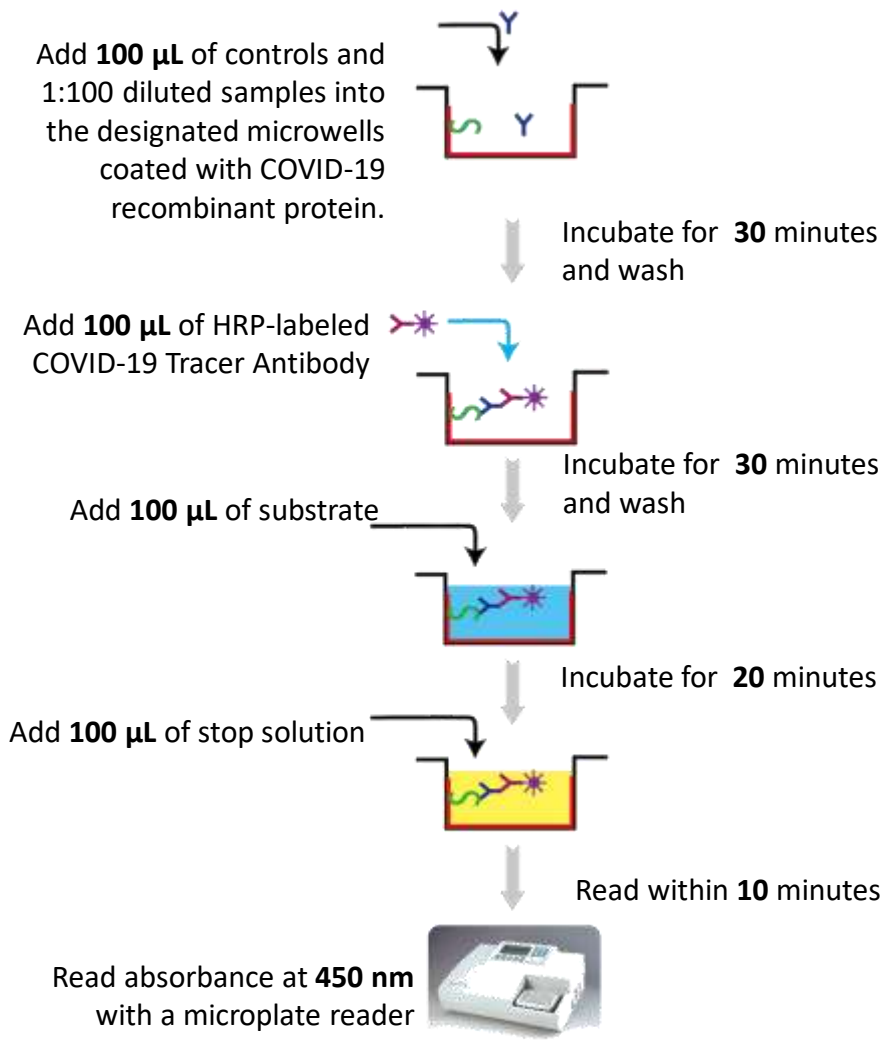 Add 100 µL of controls and
1:100 diluted samples into
the designated microwells
coated with COVID-19
recombinant protein.
Incubate for 30 minutes
and wash
Add 100 µL of HRP-labeled
COVID-19 Tracer Antibody
Incubate for 30 minutes
and wash
Add 100 µL of substrate
Incubate for 20 minutes
Add 100 µL of stop solution
Read within 10 minutes
Read absorbance at 450 nm
with a microplate reader